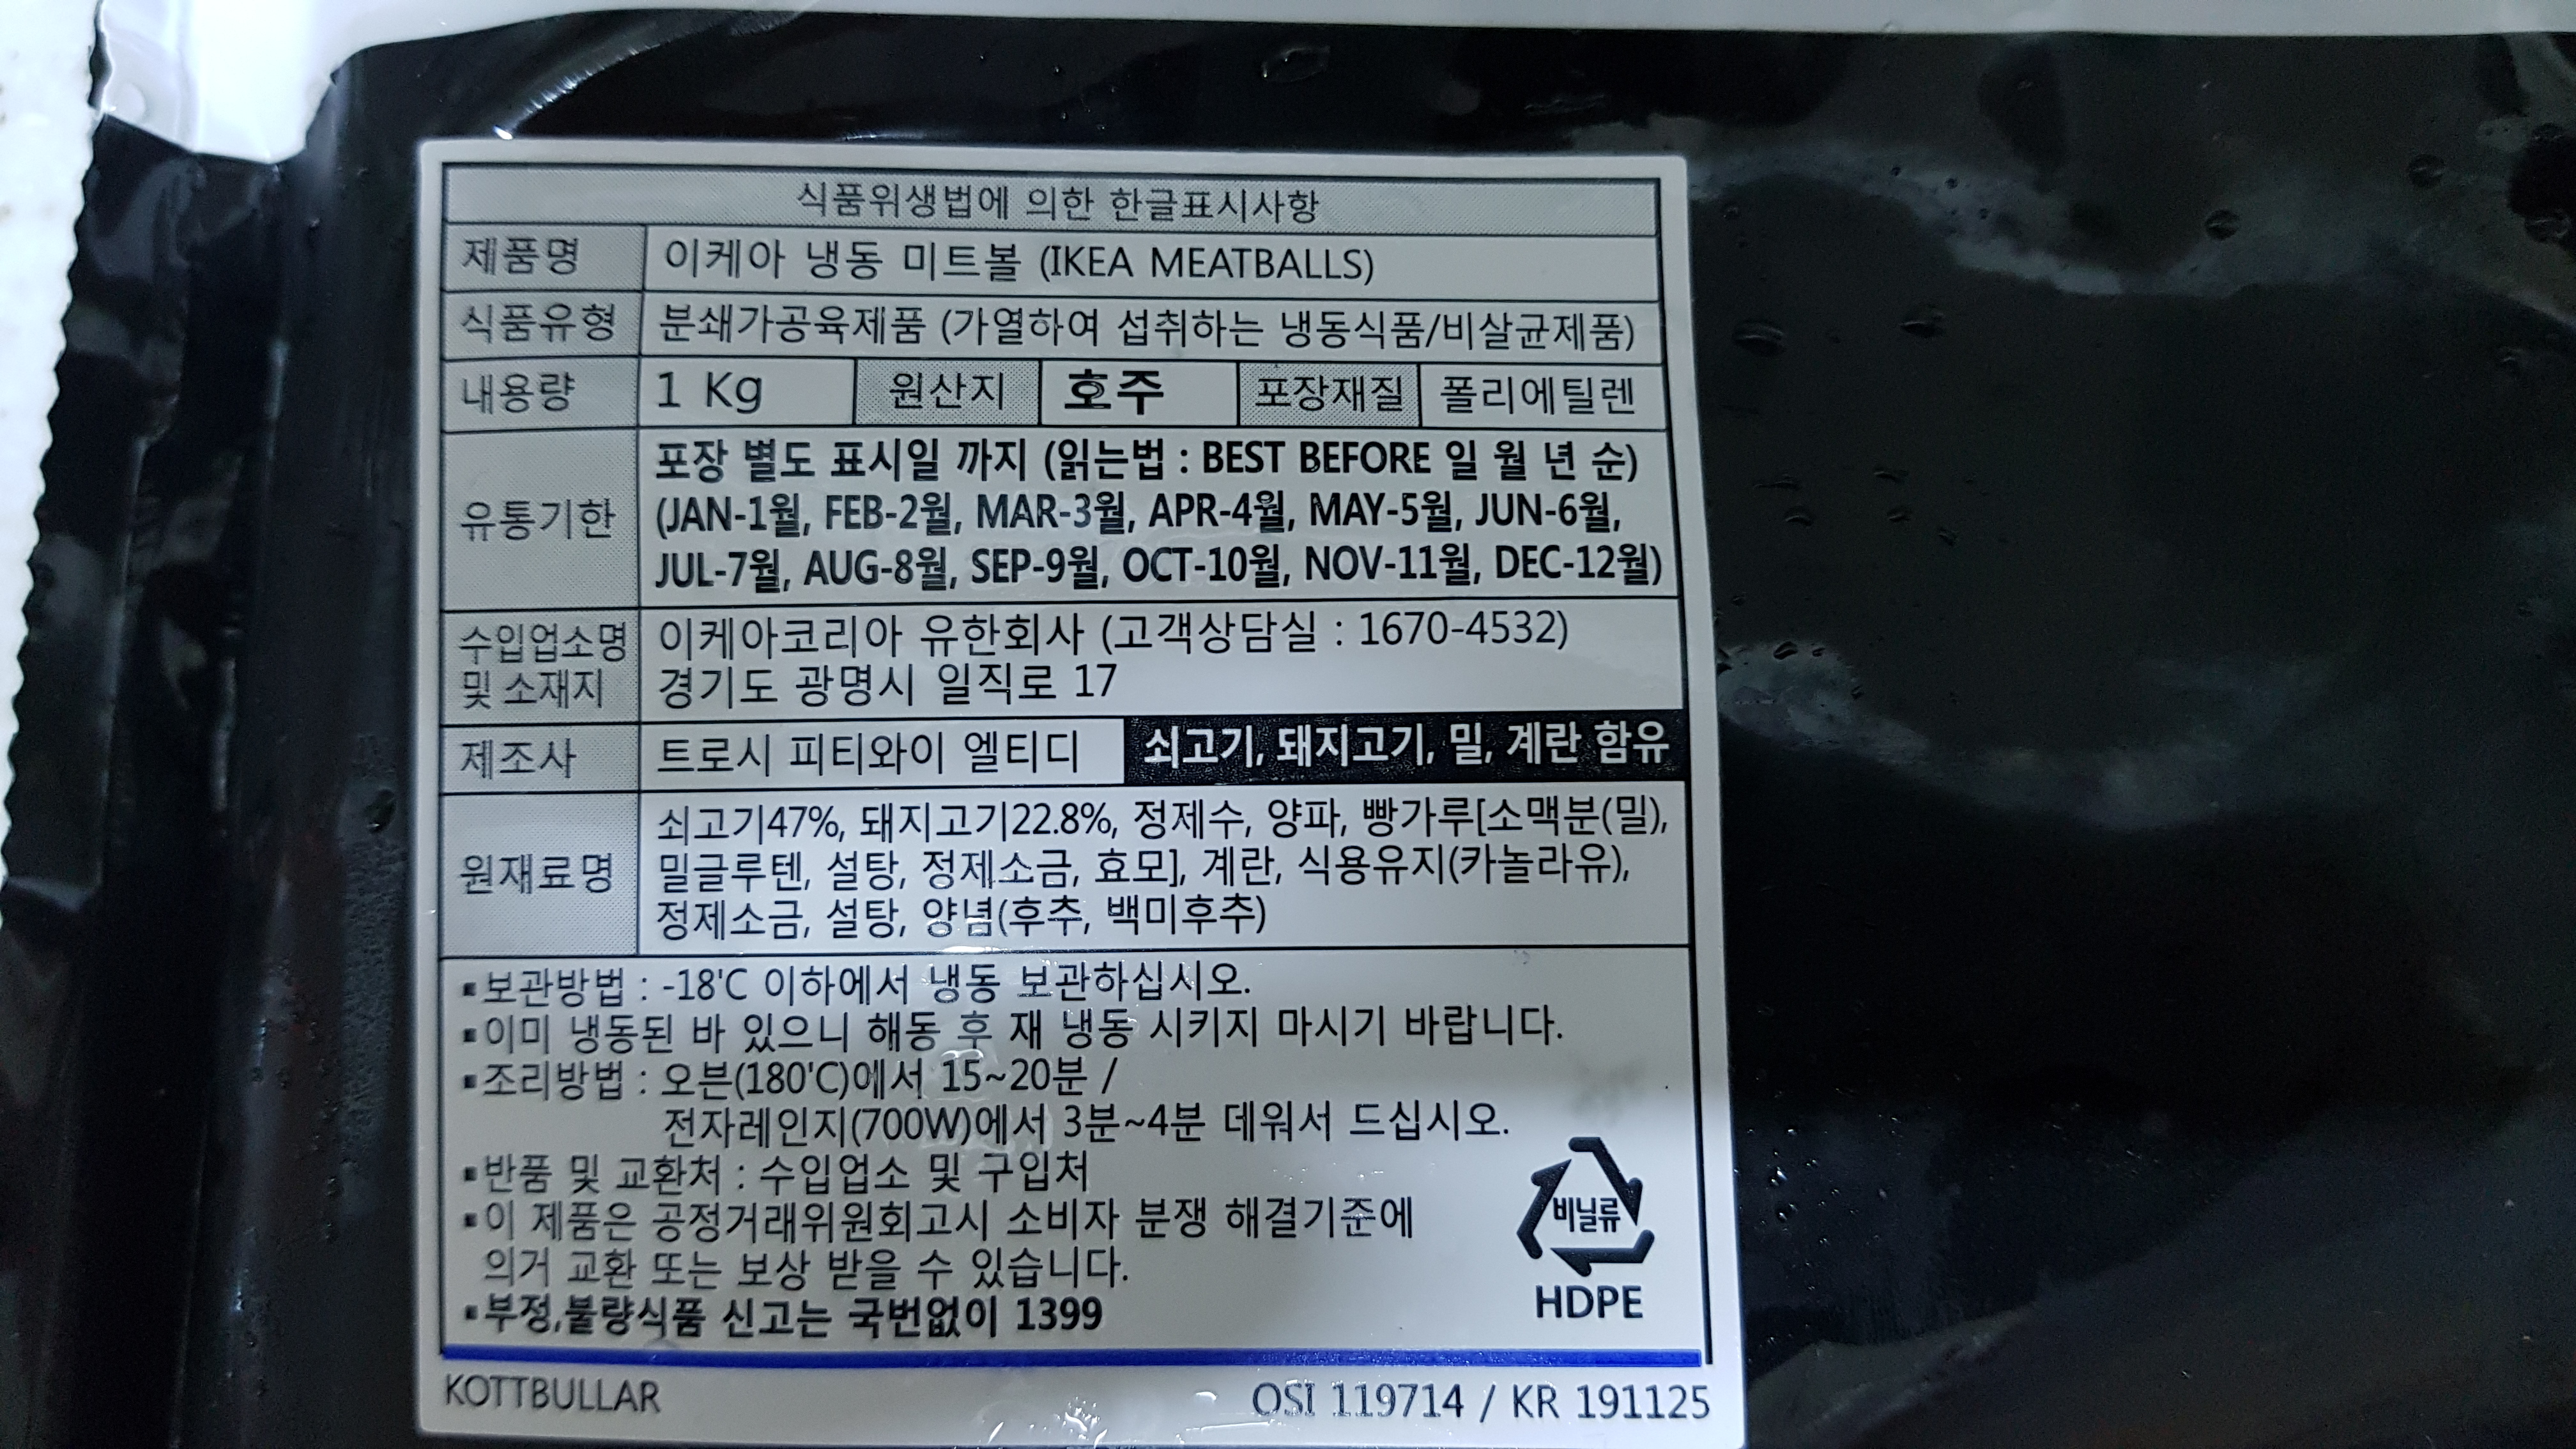 식품위생법에 의한 한글표시사항
제품명 이케아 냉동 미트볼 (IKEA MEATBALLS)
식품유형 분쇄가공육제품 (가열하여 섭취하는 냉동식품/비살균제품)
내용량 1 Kg 원산지 호주 포장재질 폴리에틸렌
유통기한 포장 별도 표시일 까지 (읽는법 : BEST BEFORE 일 월 년 순)
(JAN-1월, FEB-2월, MAR-3월, APR-4월, MAY-5월, JUN-6월,
JUL-7월, AUG-8월, SEP-9월, OCT-10월, NOV-11월, DEC-12월)
수입업소명 이케아코리아 유한회사 (고객상담실 : 1670-4532)
및 소재지 경기도 광명시 일직로 17
제조사 트로시 피티와이 엘티디 쇠고기, 돼지고기, 밀, 계란 함유
원재료명 쇠고기47%, 돼지고기22.8%, 정제수, 양파, 빵가루[소맥분(밀),
밀글루텐, 설탕, 정제소금, 효모], 계란, 식용유지(카놀라유),
정제소금, 설탕, 양념(후추, 백미후추)
▪보관방법 : -18'C 이하에서 냉동 보관하십시오.
▪이미 냉동된 바 있으니 해동 후 재 냉동 시키지 마시기 바랍니다.
▪조리방법 : 오븐(180'C)에서 15~20분 /
전자레인지(700W)에서 3분~4분 데워서 드십시오.
▪반품 및 교환처 : 수입업소 및 구입처
▪이 제품은 공정거래위원회고시 소비자 분쟁 해결기준에
의거 교환 또는 보상 받을 수 있습니다.
▪부정,불량식품 신고는 국번없이 1399
비닐류
HDPE
KOTTBULLAR OSI 119714 / KR 191125